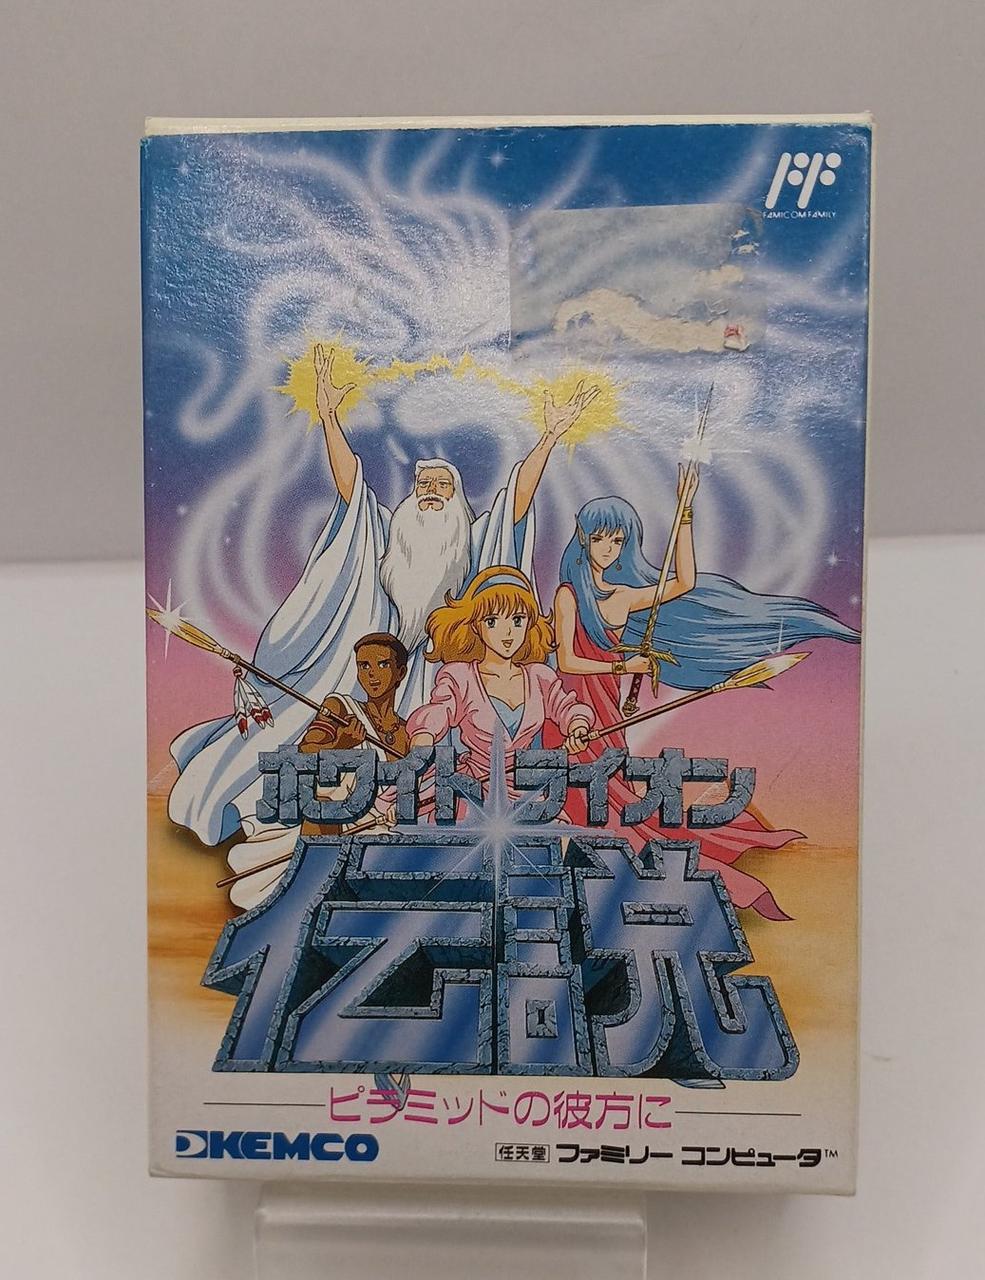 FF
FAMICOM FAMILY
ホワイトライオン
伝説
ピラミッドの彼方に
KEMCO
任天堂 ファミリーコンピュータ™